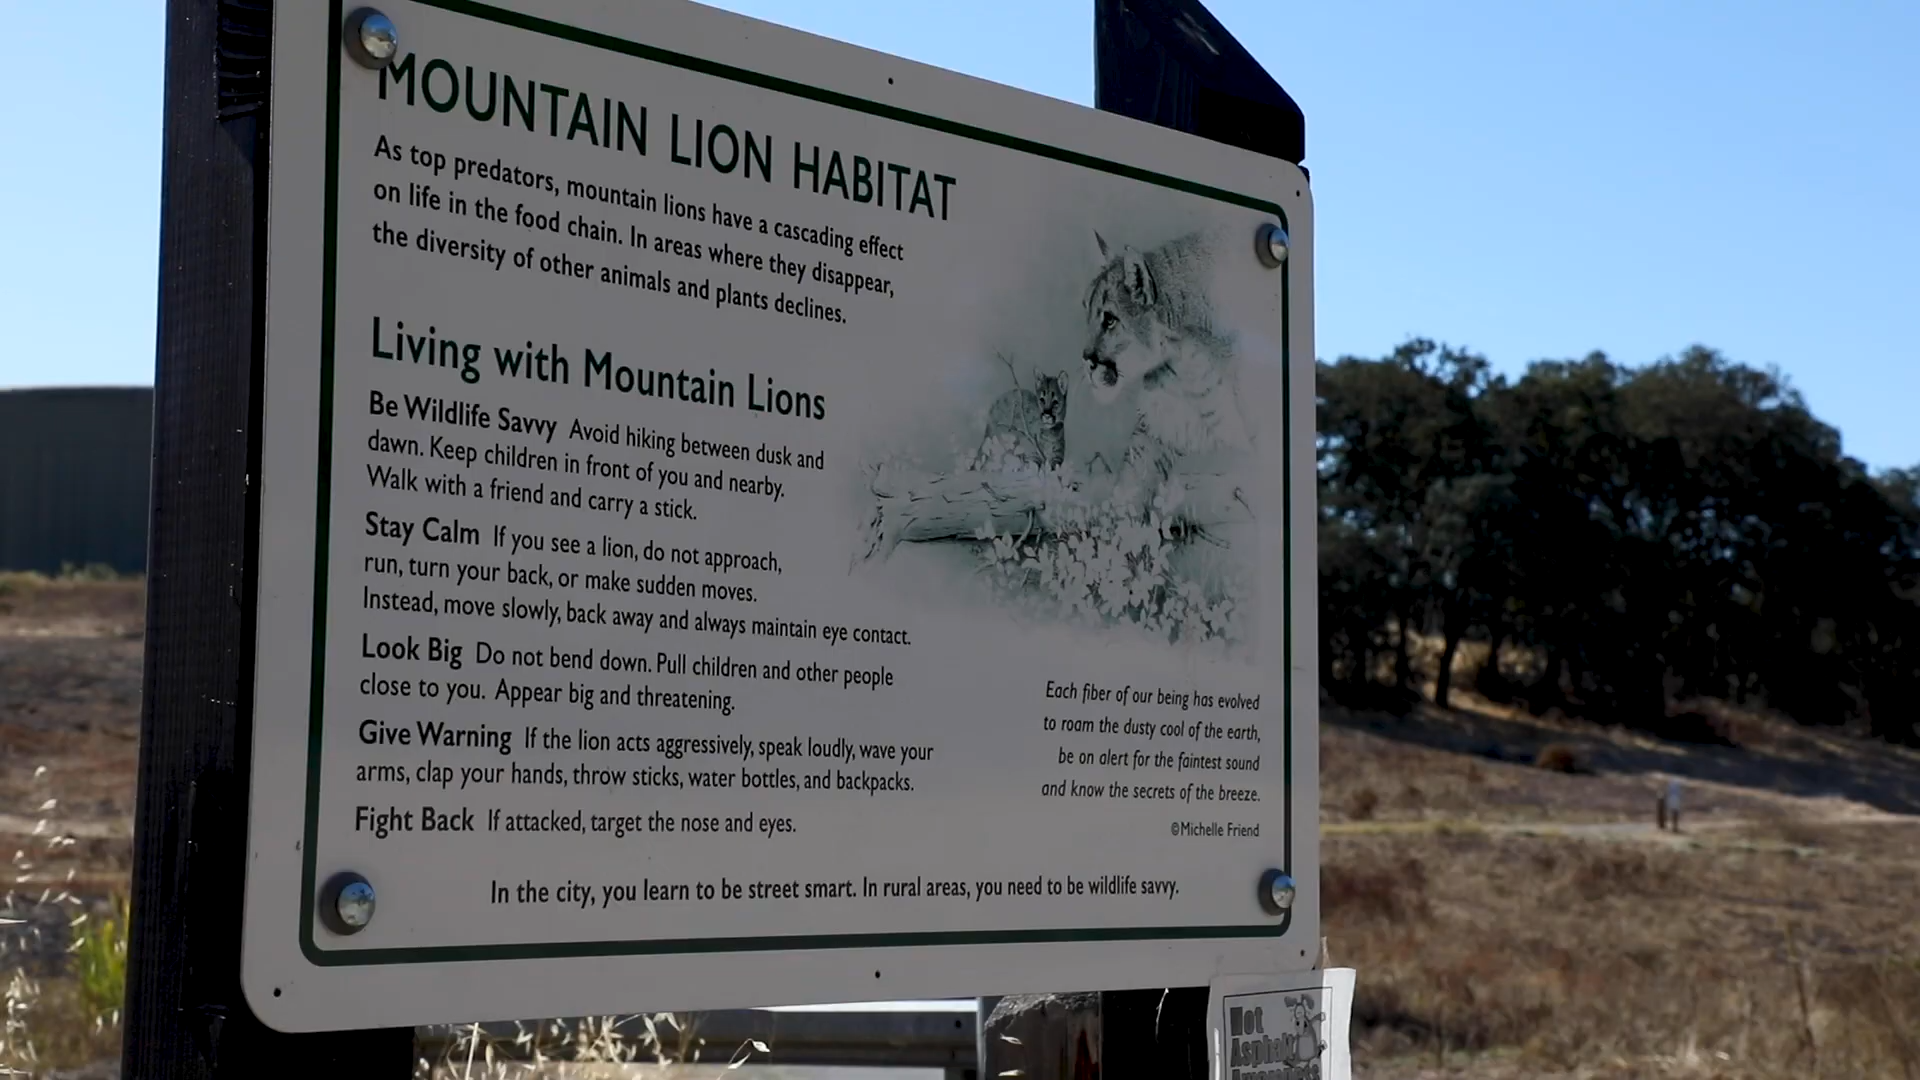 MOUNTAIN LION HABITAT
As top predators, mountain lions have a cascading effect
on life in the food chain. In areas where they disappear,
the diversity of other animals and plants declines.
Living with Mountain Lions
Be Wildlife Savvy Avoid hiking between dusk and
dawn. Keep children in front of you and nearby.
Walk with a friend and carry a stick.
Stay Calm If you see a lion, do not approach,
run, turn your back, or make sudden moves.
Instead, move slowly, back away and always maintain eye contact.
Look Big Do not bend down. Pull children and other people
close to you. Appear big and threatening.
Give Warning If the lion acts aggressively, speak loudly, wave your
arms, clap your hands, throw sticks, water bottles, and backpacks.
Fight Back If attacked, target the nose and eyes.
Each fiber of our being has evolved
to roam the dusty cool of the earth,
be on alert for the faintest sound
and know the secrets of the breeze.
©Michelle Friend
In the city, you learn to be street smart. In rural areas, you need to be wildlife savvy.
Hot
Asphalt
Awareness